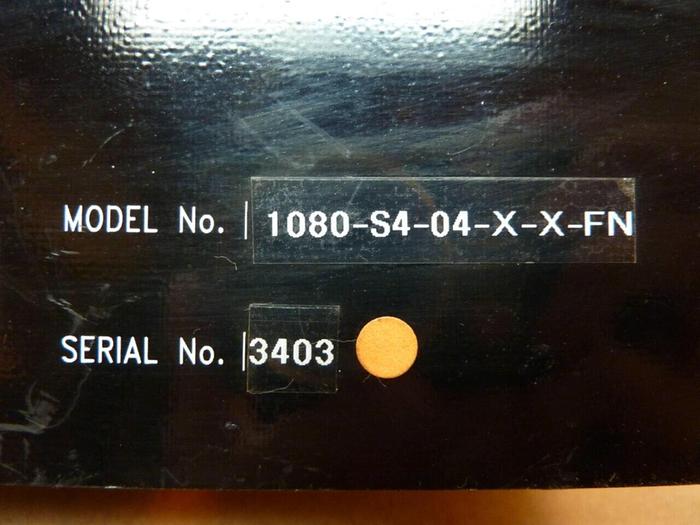 MODEL No. 1080-S4-04-X-X-FN
SERIAL No. 3403